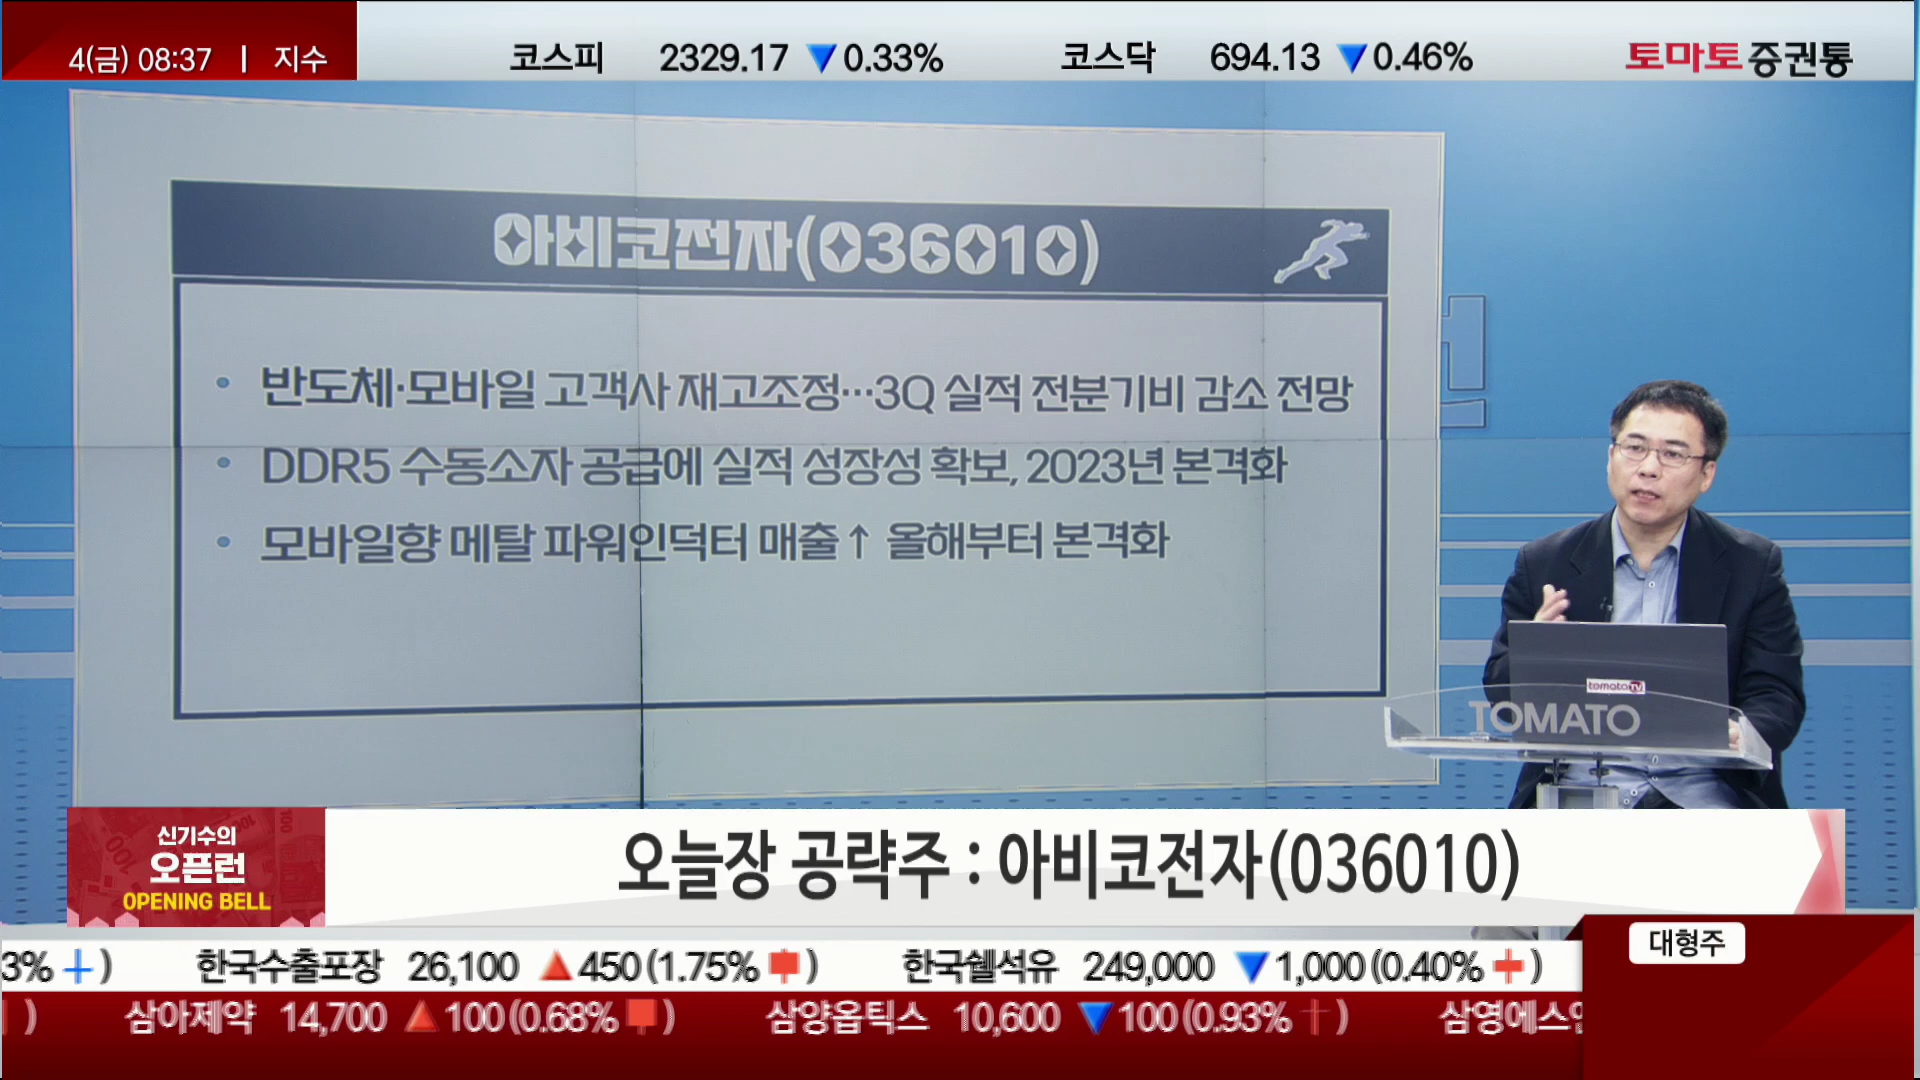 4(금) 08:37 | 지수 코스피 2329.17 ▼0.33% 코스닥 694.13 ▼0.46% 토마토증권통
아비코전자(036010)
• 반도체·모바일 고객사 재고조정…3Q 실적 전분기비 감소 전망
• DDR5 수동소자 공급에 실적 성장성 확보, 2023년 본격화
• 모바일향 메탈 파워인덕터 매출↑ 올해부터 본격화
tomatoTV
TOMATO
신기수의
오픈런
OPENING BELL
오늘장 공략주 : 아비코전자(036010)
대형주
3% ) 한국수출포장 26,100 ▲450(1.75% ) 한국쉘석유 249,000 ▼1,000(0.40% )
) 삼아제약 14,700 ▲100(0.68% ) 삼양옵틱스 10,600 ▼100(0.93% ) 삼영에스